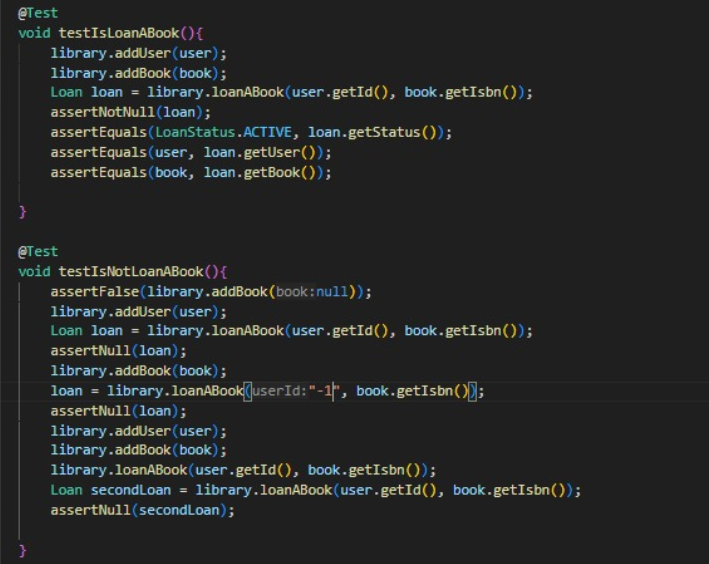 @Test
void testIsLoanABook(){
library.addUser(user);
library.addBook(book);
Loan loan = library.loanABook(user.getId(), book.getIsbn());
assertNotNull(loan);
assertEquals(LoanStatus.ACTIVE, loan.getStatus());
assertEquals(user, loan.getUser());
assertEquals(book, loan.getBook());
}
@Test
void testIsNotLoanABook(){
assertFalse(library.addBook(book:null));
library.addUser(user);
Loan loan = library.loanABook(user.getId(), book.getIsbn());
assertNull(loan);
library.addBook(book);
loan = library.loanABook(userId:"-1", book.getIsbn());
assertNull(loan);
library.addUser(user);
library.addBook(book);
library.loanABook(user.getId(), book.getIsbn());
Loan secondLoan = library.loanABook(user.getId(), book.getIsbn());
assertNull(secondLoan);
}